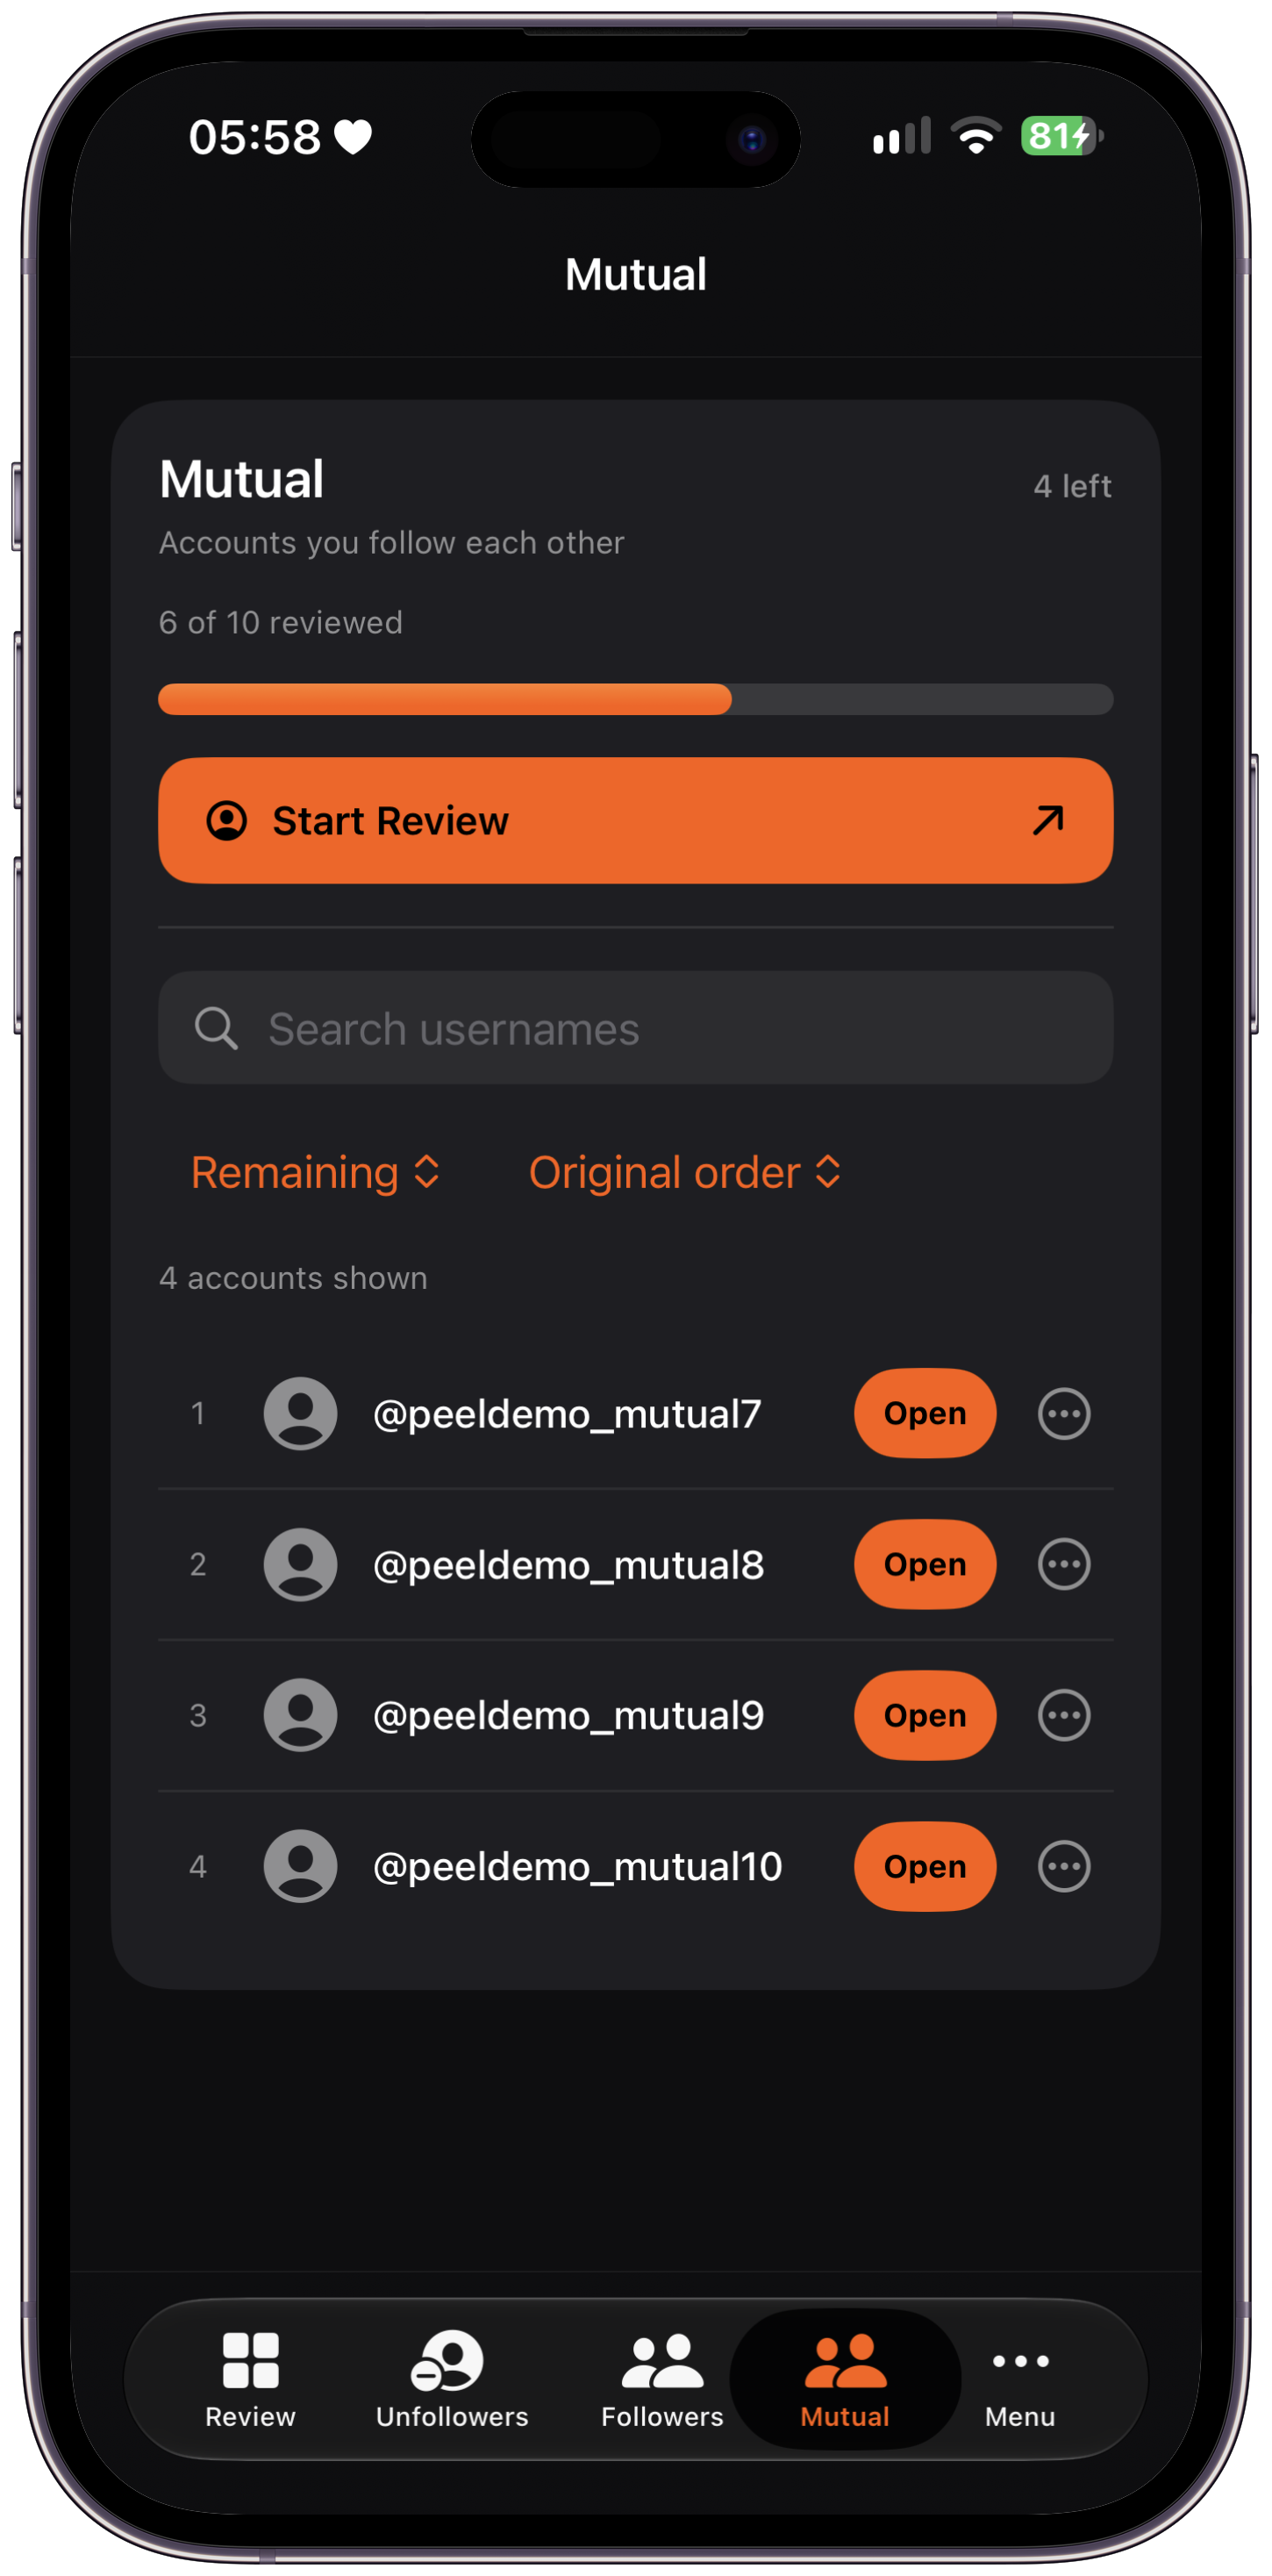 05:58
81
Mutual
Mutual
4 left
Accounts you follow each other
6 of 10 reviewed
Start Review
Search usernames
Remaining
Original order
4 accounts shown
1 @peeldemo_mutual7 Open
2 @peeldemo_mutual8 Open
3 @peeldemo_mutual9 Open
4 @peeldemo_mutual10 Open
Review Unfollowers Followers Mutual Menu